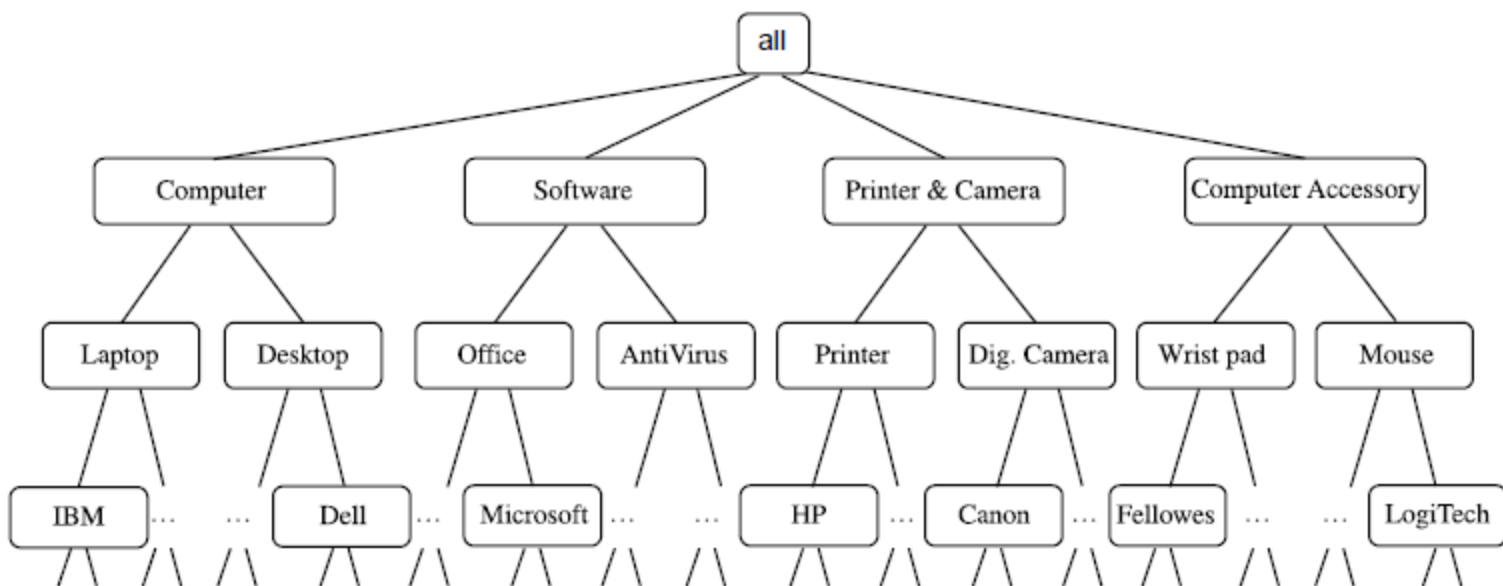 all
Computer
Software
Printer & Camera
Computer Accessory
Laptop
Desktop
Office
AntiVirus
Printer
Dig. Camera
Wrist pad
Mouse
IBM
...
...
Dell
...
Microsoft
...
...
HP
...
Canon
...
Fellowes
...
...
LogiTech